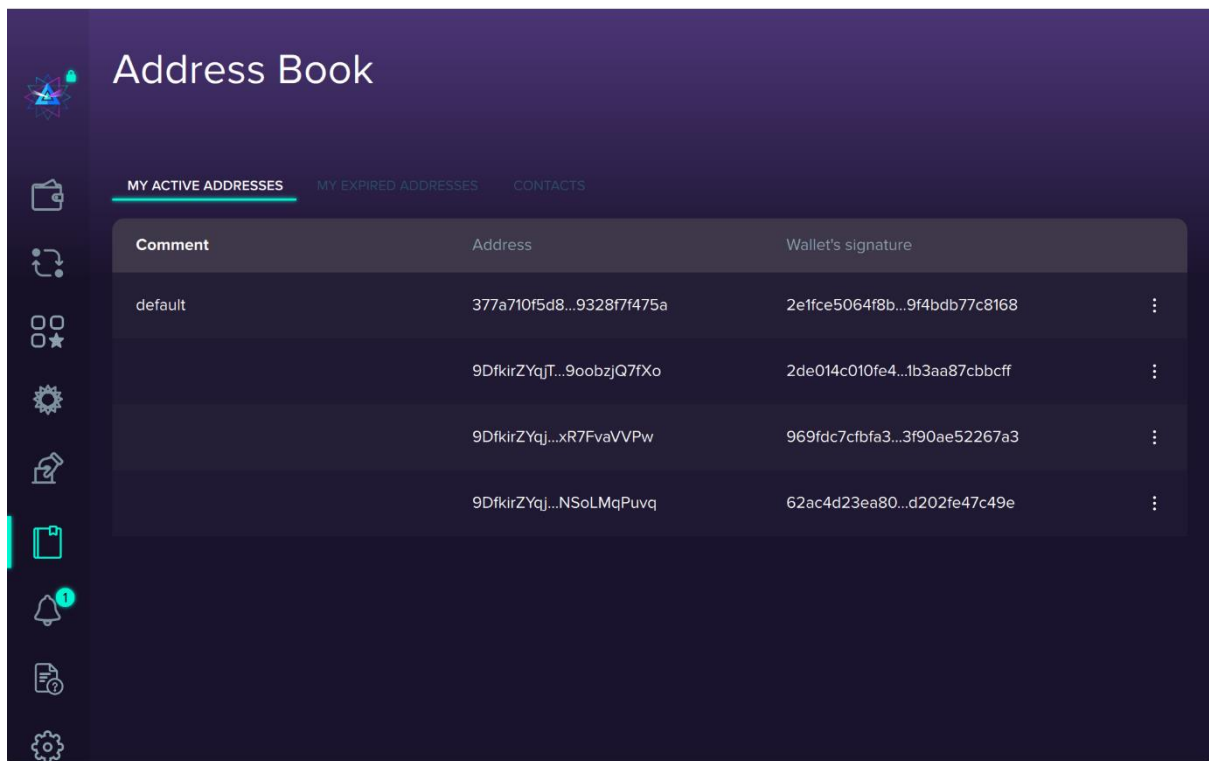 Address Book
MY ACTIVE ADDRESSES MY EXPIRED ADDRESSES CONTACTS
Comment Address Wallet's signature
default 377a710f5d8...9328f7f475a 2e1fce5064f8b...9f4bdb77c8168
9DfkirZYqjT...9oobzjQ7fXo 2de014c010fe4...1b3aa87cbbcff
9DfkirZYqj...xR7FvaVVPw 969fdc7cfbfa3...3f90ae52267a3
9DfkirZYqj...NSoLMqPuvq 62ac4d23ea80...d202fe47c49e
1